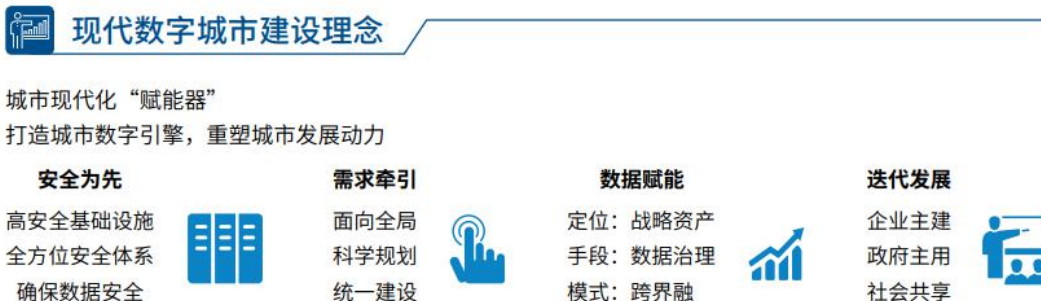 现代数字城市建设理念
城市现代化“赋能器”
打造城市数字引擎，重塑城市发展动力
安全为先
高安全基础设施
全方位安全体系
确保数据安全
需求牵引
面向全局
科学规划
统一建设
数据赋能
定位：战略资产
手段：数据治理
模式：跨界融
迭代发展
企业主建
政府主用
社会共享